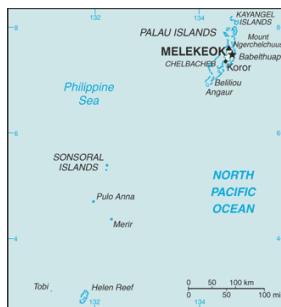 132
134
KAYANGEL
ISLANDS
8
8
PALAU ISLANDS
Mount
Ngerchelchuus
MELEKEOK
Babelthuap
CHELBACHEB
Koror
Beliliou
Angaur
Philippine
Sea
6
6
SONSORAL
ISLANDS
Pulo Anna
NORTH
PACIFIC
OCEAN
Merir
4
4
Tobi
Helen Reef
0 50 100 km
0 50 100 mi
132
134